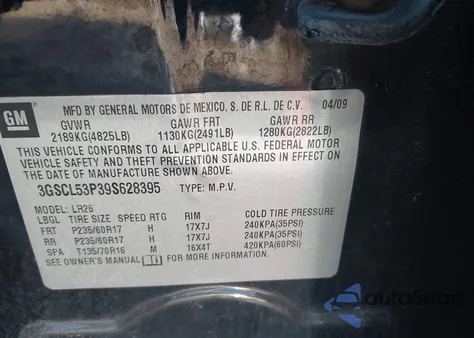 GM
MFD. BY GENERAL MOTORS DE MEXICO, S. DE R.L. DE C.V. 04/09
GVWR GAWR FRT GAWR RR
2189KG(4825LB) 1130KG(2491LB) 1280KG(2822LB)
THIS VEHICLE CONFORMS TO ALL APPLICABLE U.S. FEDERAL MOTOR
VEHICLE SAFETY AND THEFT PREVENTION STANDARDS IN EFFECT ON
THE DATE OF MANUFACTURE SHOWN ABOVE.
3GSCL53P39S628395 TYPE: M.P.V.
MODEL: LR26
LBGL TIRE SIZE SPEED RTG RIM COLD TIRE PRESSURE
FRT P235/60R17 H 17X7J 240KPA(35PSI)
RR P235/60R17 H 17X7J 240KPA(35PSI)
SPA T135/70R16 M 16X4T 420KPA(60PSI)
SEE OWNER'S MANUAL FOR ADDITIONAL INFORMATION.
autoSnap